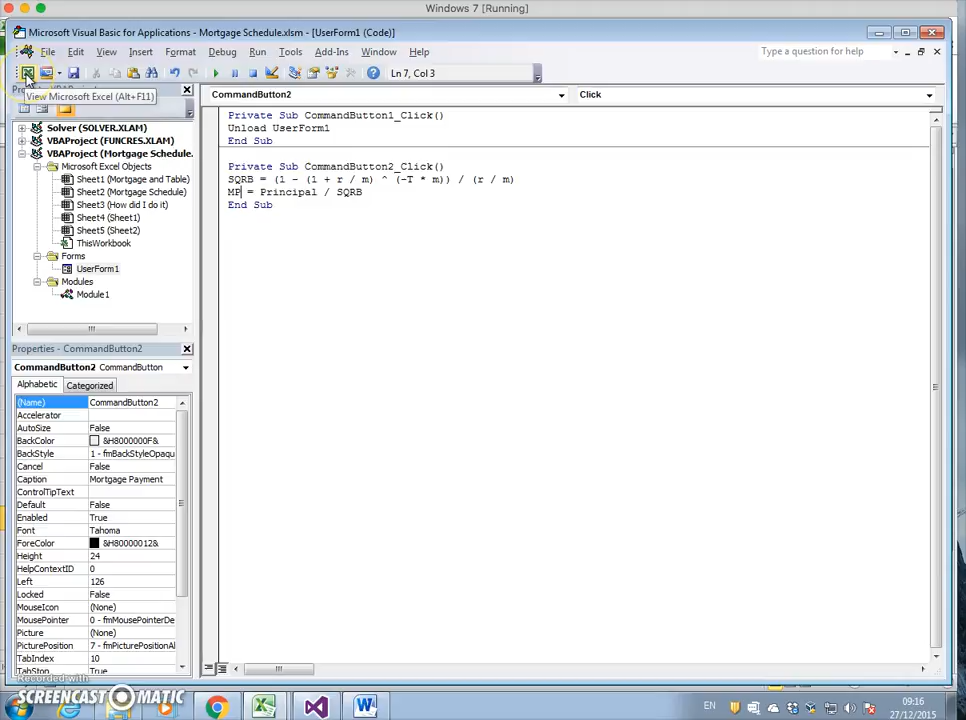 Windows 7 [Running]
Microsoft Visual Basic for Applications - Mortgage Schedule.xlsm - [UserForm1 (Code)]
File Edit View Insert Format Debug Run Tools Add-Ins Window Help
Type a question for help
Ln 7, Col 3
View Microsoft Excel (Alt+F11)
Solver (SOLVER.XLAM)
VBAProject (FUNCRES.XLAM)
VBAProject (Mortgage Schedule.
Microsoft Excel Objects
Sheet1 (Mortgage and Table)
Sheet2 (Mortgage Schedule)
Sheet3 (How did I do it)
Sheet4 (Sheet1)
Sheet5 (Sheet2)
ThisWorkbook
Forms
UserForm1
Modules
Module1
CommandButton2
Click
Private Sub CommandButton1_Click()
Unload UserForm1
End Sub
Private Sub CommandButton2_Click()
SQRB = (1 - (1 + r / m) ^ (-T * m)) / (r / m)
MP = Principal / SQRB
End Sub
Properties - CommandButton2
CommandButton2 CommandButton
Alphabetic Categorized
(Name) CommandButton2
Accelerator
AutoSize False
BackColor &H8000000F&
BackStyle 1 - fmBackStyleOpaqu
Cancel False
Caption Mortgage Payment
ControlTipText
Default False
Enabled True
Font Tahoma
ForeColor &H80000012&
Height 24
HelpContextID 0
Left 126
Locked False
MouseIcon (None)
MousePointer 0 - fmMousePointerDe
Picture (None)
PicturePosition 7 - fmPicturePositionAl
TabIndex 10
TabStop True
Recorded with
SCREENCAST-O-MATIC
EN
09:16
27/12/2015